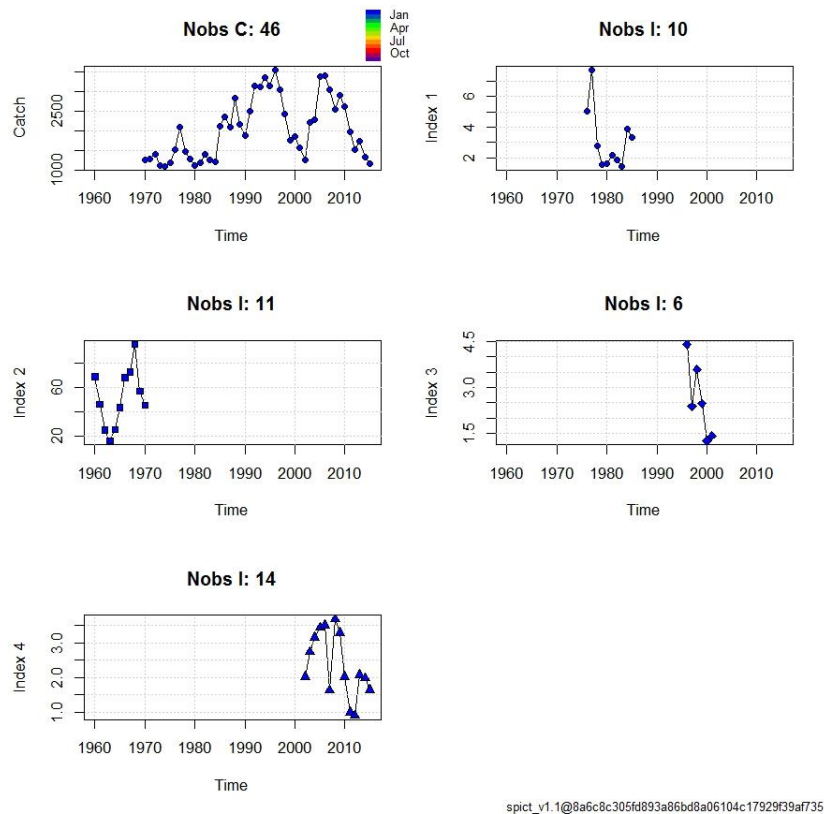 Nobs C: 46
Jan
Apr
Jul
Oct
Catch
1000 2500
1960 1970 1980 1990 2000 2010
Time
Nobs I: 10
Index 1
2 4 6
1960 1970 1980 1990 2000 2010
Time
Nobs I: 11
Index 2
20 60
1960 1970 1980 1990 2000 2010
Time
Nobs I: 6
Index 3
1.5 3.0 4.5
1960 1970 1980 1990 2000 2010
Time
Nobs I: 14
Index 4
1.0 2.0 3.0
1960 1970 1980 1990 2000 2010
Time
spict_v1.1@8a6c8c305fd893a86bd8a06104c17929f39af735